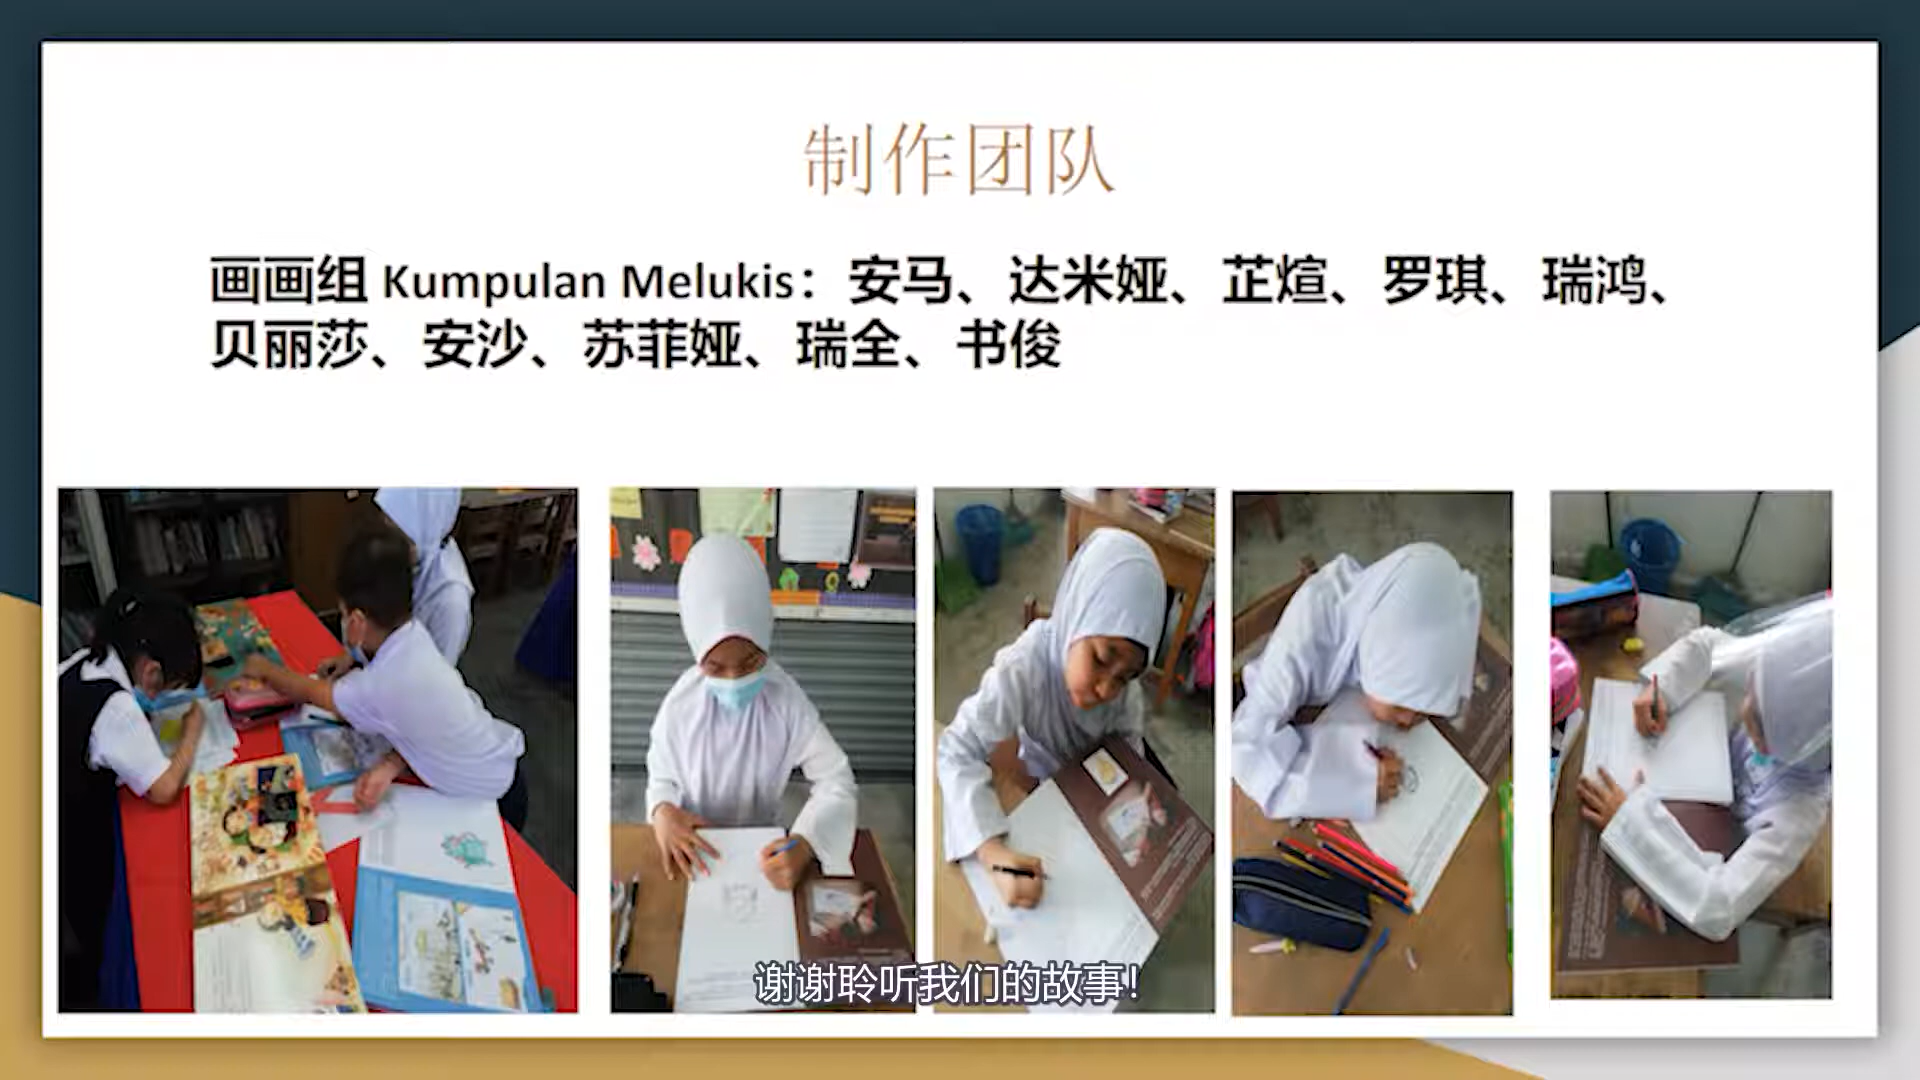 制作团队
画画组 Kumpulan Melukis：安马、达米娅、芷煊、罗琪、瑞鸿、
贝丽莎、安沙、苏菲娅、瑞全、书俊
谢谢聆听我们的故事！